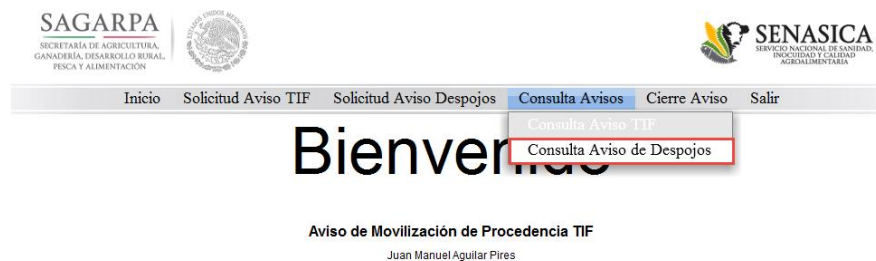 SAGARPA
SECRETARÍA DE AGRICULTURA,
GANADERÍA, DESARROLLO RURAL,
PESCA Y ALIMENTACIÓN
SENASICA
SERVICIO NACIONAL DE SANIDAD,
INOCUIDAD Y CALIDAD
AGROALIMENTARIA
Inicio Solicitud Aviso TIF Solicitud Aviso Despojos Consulta Avisos Cierre Aviso Salir
Consulta Aviso TIF
Consulta Aviso de Despojos
Bienvenido
Aviso de Movilización de Procedencia TIF
Juan Manuel Aguilar Pires